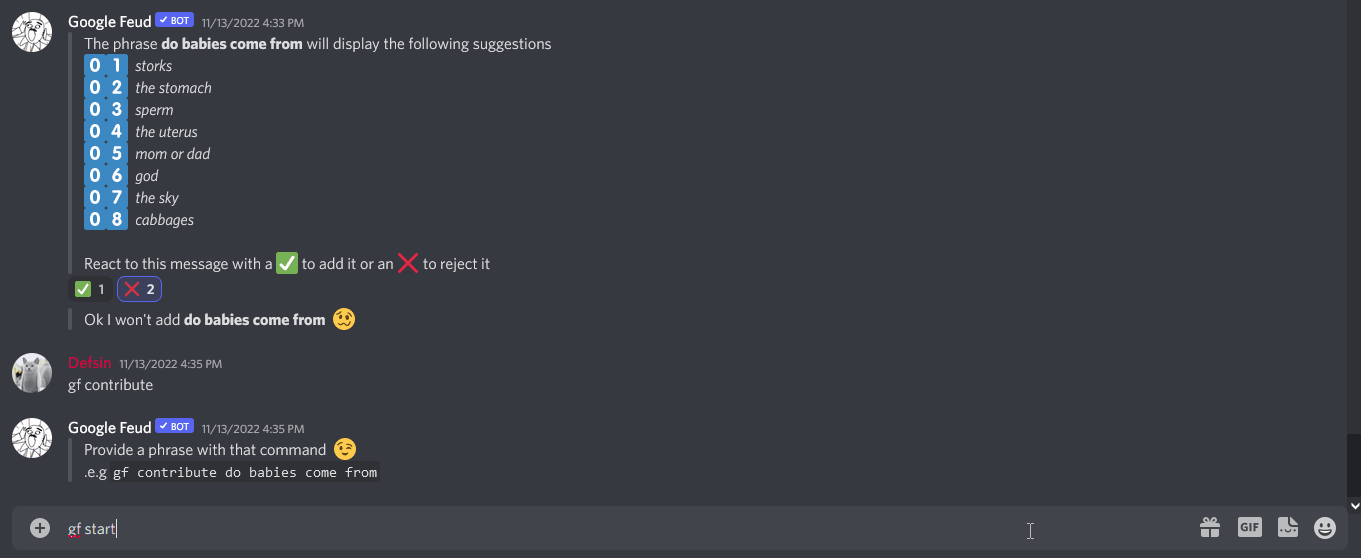 Google Feud ✓ BOT 11/13/2022 4:33 PM
The phrase do babies come from will display the following suggestions
0 1 storks
0 2 the stomach
0 3 sperm
0 4 the uterus
0 5 mom or dad
0 6 god
0 7 the sky
0 8 cabbages
React to this message with a ✅ to add it or an ❌ to reject it
✅ 1 ❌ 2
Ok I won't add do babies come from 🥴
Defsin 11/13/2022 4:35 PM
gf contribute
Google Feud ✓ BOT 11/13/2022 4:35 PM
Provide a phrase with that command 😉
.e.g gf contribute do babies come from
gf start
GIF